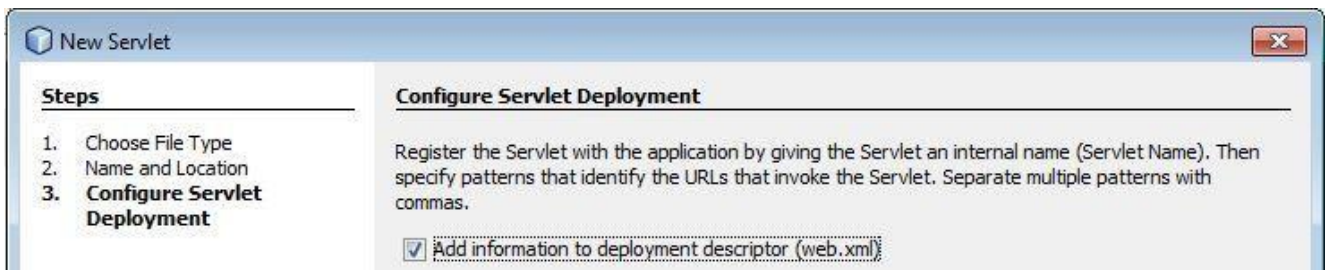 New Servlet
Steps
1. Choose File Type
2. Name and Location
3. Configure Servlet
Deployment
Configure Servlet Deployment
Register the Servlet with the application by giving the Servlet an internal name (Servlet Name). Then
specify patterns that identify the URLs that invoke the Servlet. Separate multiple patterns with
commas.
Add information to deployment descriptor (web.xml)